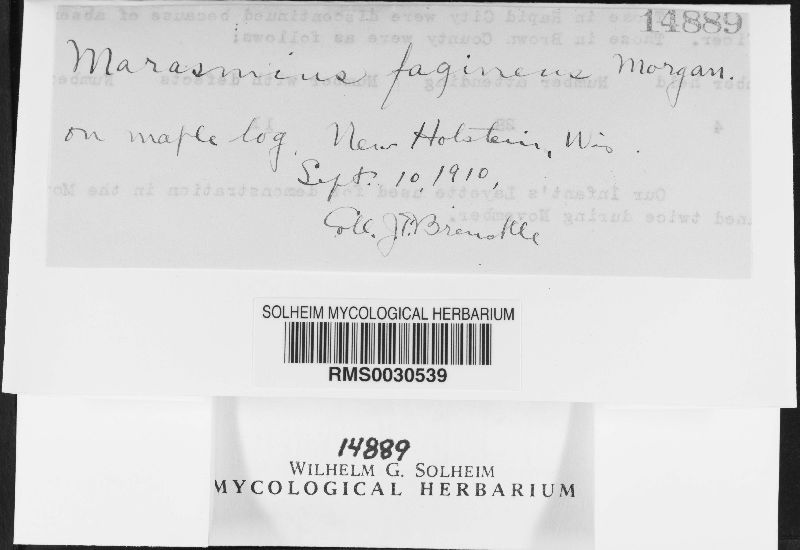 14889
Marasmius fagineus Morgan.
on maple log, New Holstein, Wis.
Sept. 10, 1910,
Coll. J.F. Brenckle
SOLHEIM MYCOLOGICAL HERBARIUM
RMS0030539
14889
WILHELM G. SOLHEIM
MYCOLOGICAL HERBARIUM